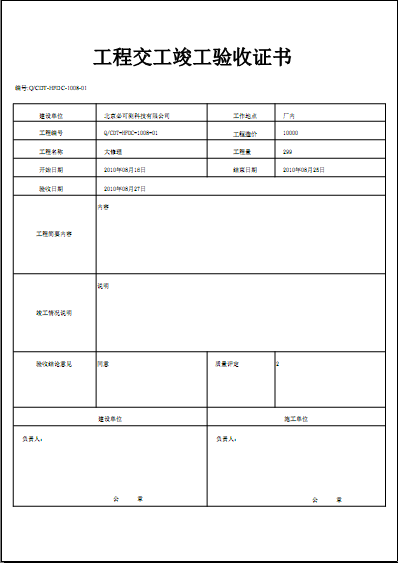 工程交工竣工验收证书
编号:Q/CDT-HFDC-1008-01
建设单位 北京必可测科技有限公司 工作地点 厂内
工程编号 Q/CDT-HFDC-1008-01 工程造价 10000
工程名称 大修理 工程量 299
开始日期 2010年08月16日 结束日期 2010年08月25日
验收日期 2010年08月27日
工程简要内容 内容
竣工情况说明 说明
验收结论意见 同意 质量评定 2
建设单位 施工单位
负责人: 负责人:
公 章 公 章